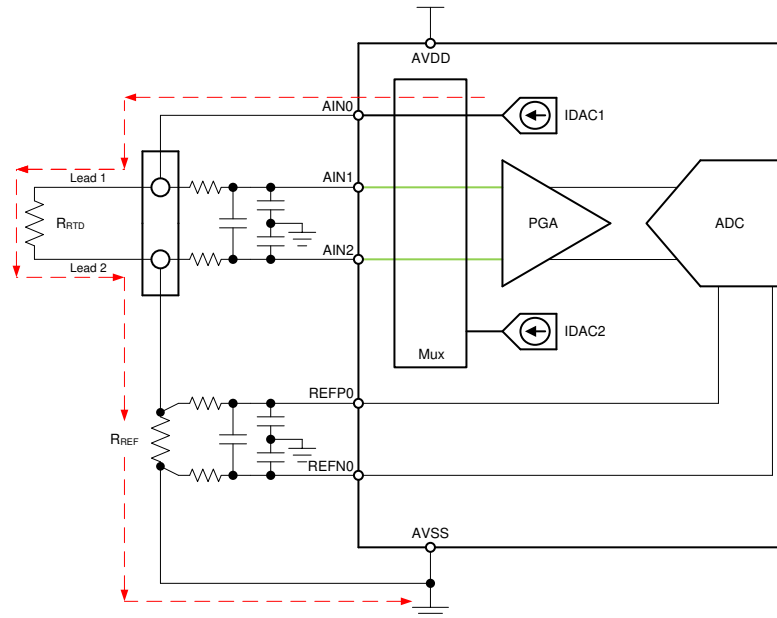 AVDD
AIN0
IDAC1
Lead 1
AIN1
RRTD
PGA
ADC
Lead 2
AIN2
IDAC2
Mux
REFP0
RREF
REFN0
AVSS